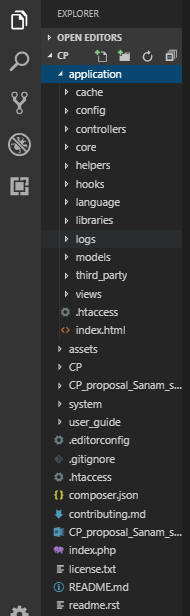 EXPLORER
OPEN EDITORS
CP
application
cache
config
controllers
core
helpers
hooks
language
libraries
logs
models
third_party
views
.htaccess
index.html
assets
CP
CP_proposal_Sanam_s...
system
user_guide
.editorconfig
.gitignore
.htaccess
composer.json
contributing.md
CP_proposal_Sanam_s...
index.php
license.txt
README.md
readme.rst